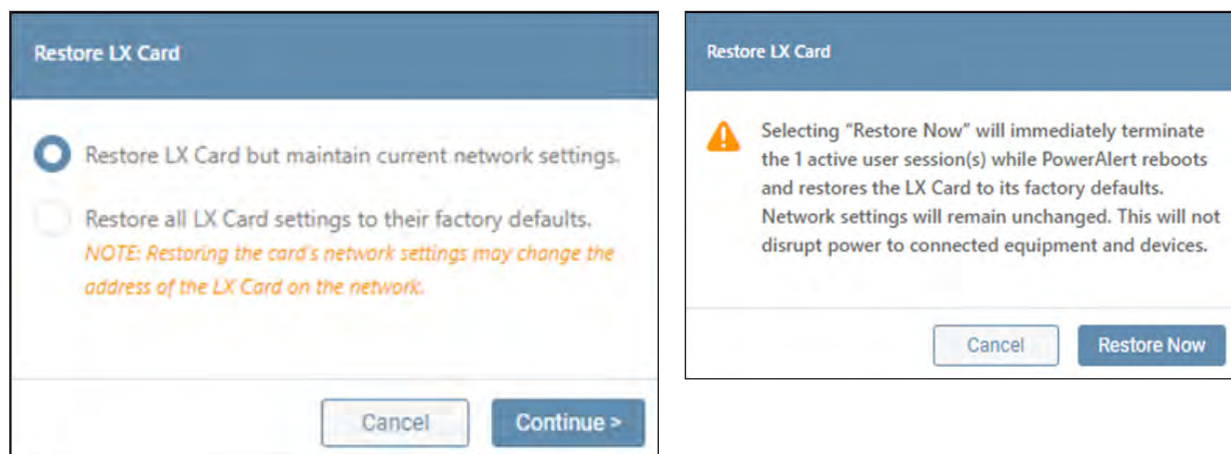 Restore LX Card
Restore LX Card but maintain current network settings.
Restore all LX Card settings to their factory defaults.
NOTE: Restoring the card's network settings may change the
address of the LX Card on the network.
Cancel
Continue >
Restore LX Card
Selecting “Restore Now” will immediately terminate
the 1 active user session(s) while PowerAlert reboots
and restores the LX Card to its factory defaults.
Network settings will remain unchanged. This will not
disrupt power to connected equipment and devices.
Cancel
Restore Now